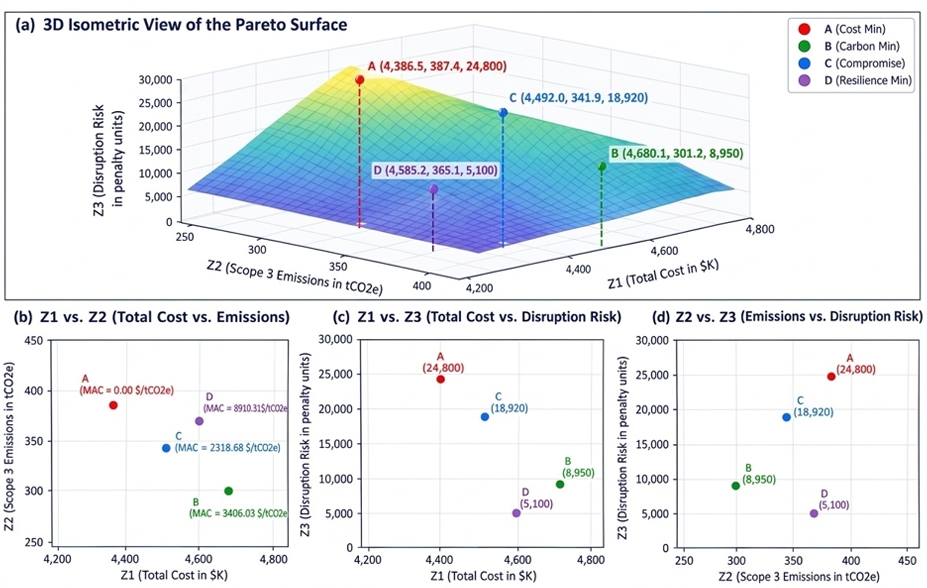 (a) 3D Isometric View of the Pareto Surface
A (Cost Min)
B (Carbon Min)
C (Compromise)
D (Resilience Min)
A (4,386.5, 387.4, 24,800)
C (4,492.0, 341.9, 18,920)
B (4,680.1, 301.2, 8,950)
D (4,585.2, 365.1, 5,100)
Z3 (Disruption Risk
in penalty units)
30,000
25,000
20,000
15,000
10,000
5,000
0
250
300
350
400
Z2 (Scope 3 Emissions in tCO2e)
4,200
4,400
4,600
4,800
Z1 (Total Cost in $K)
(b) Z1 vs. Z2 (Total Cost vs. Emissions)
Z2 (Scope 3 Emissions in tCO2e)
450
400
350
300
250
A
(MAC = 0.00 $/tCO2e)
D
(MAC = 8910.31$/tCO2e
C
(MAC = 2318.68 $/tCO2e)
B
(MAC = 3406.03 $/tCO2e
4,200
4,400
4,600
4,800
Z1 (Total Cost in $K)
(c) Z1 vs. Z3 (Total Cost vs. Disruption Risk)
Z3 (Disruption Risk in penalty units)
30,000
25,000
20,000
15,000
10,000
5,000
0
A
(24,800)
C
(18,920)
B
(8,950)
D
(5,100)
4,200
4,400
4,600
4,800
Z1 (Total Cost in $K)
(d) Z2 vs. Z3 (Emissions vs. Disruption Risk)
Z3 (Disruption Risk in penalty units)
30,000
25,000
20,000
15,000
10,000
5,000
0
A
(24,800)
C
(18,920)
B
(8,950)
D
(5,100)
250
300
350
400
450
Z2 (Scope 3 Emissions in tCO2e)